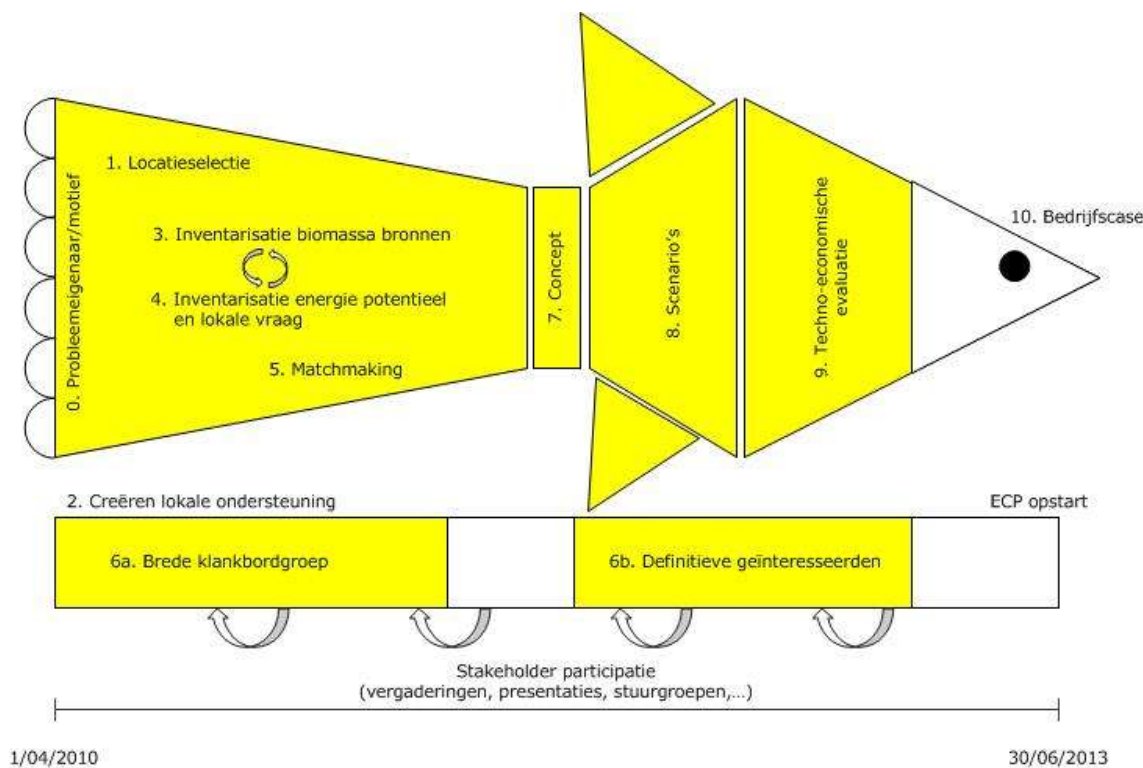 0. Probleemeigenaar/motief
1. Locatieselectie
3. Inventarisatie biomassa bronnen
4. Inventarisatie energie potentieel
en lokale vraag
5. Matchmaking
7. Concept
8. Scenario's
9. Techno-economische
evaluatie
10. Bedrijfscase
2. Creëren lokale ondersteuning
ECP opstart
6a. Brede klankbordgroep
6b. Definitieve geïnteresseerden
Stakeholder participatie
(vergaderingen, presentaties, stuurgroepen,...)
1/04/2010
30/06/2013